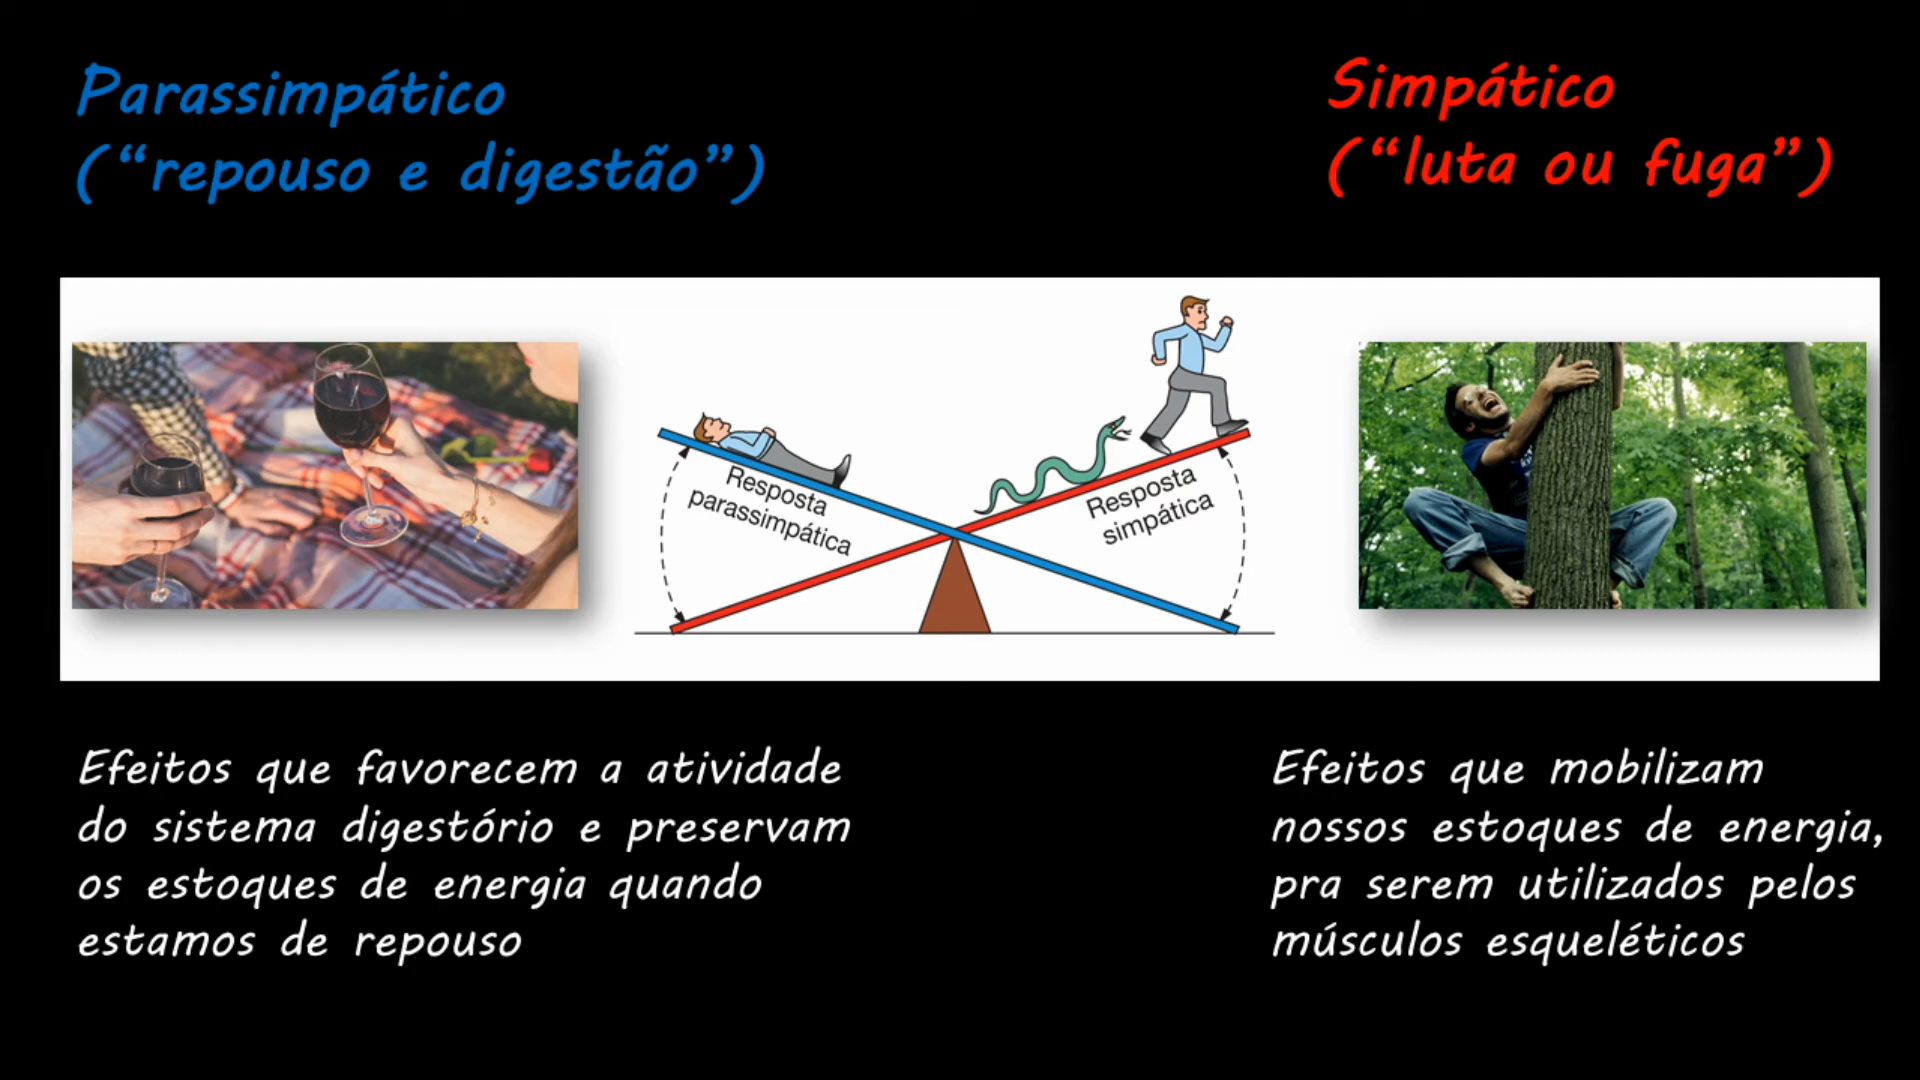 Parassimpático
(“repouso e digestão”)
Simpático
(“luta ou fuga”)
Resposta
parassimpática
Resposta
simpática
Efeitos que favorecem a atividade
do sistema digestório e preservam
os estoques de energia quando
estamos de repouso
Efeitos que mobilizam
nossos estoques de energia,
pra serem utilizados pelos
músculos esqueléticos